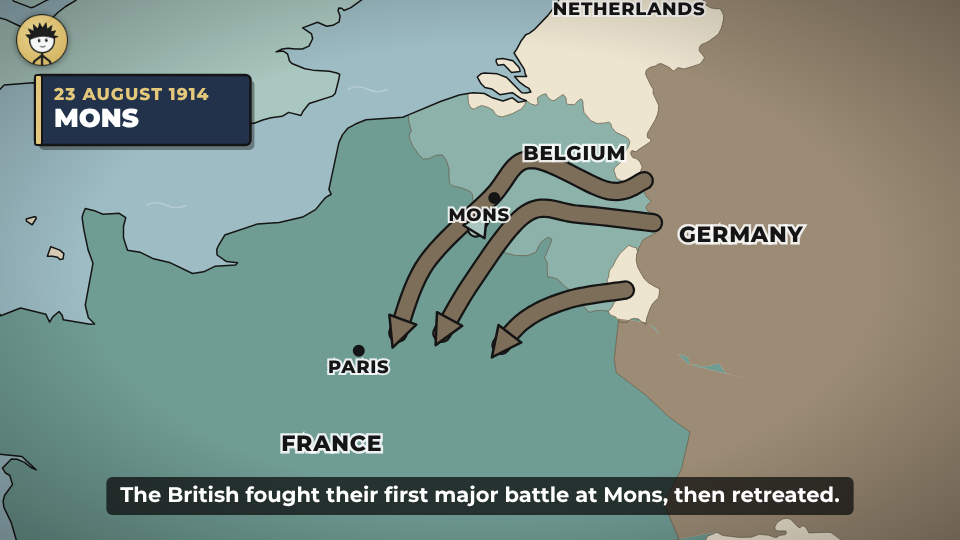 NETHERLANDS
23 AUGUST 1914
MONS
BELGIUM
MONS
GERMANY
PARIS
FRANCE
The British fought their first major battle at Mons, then retreated.